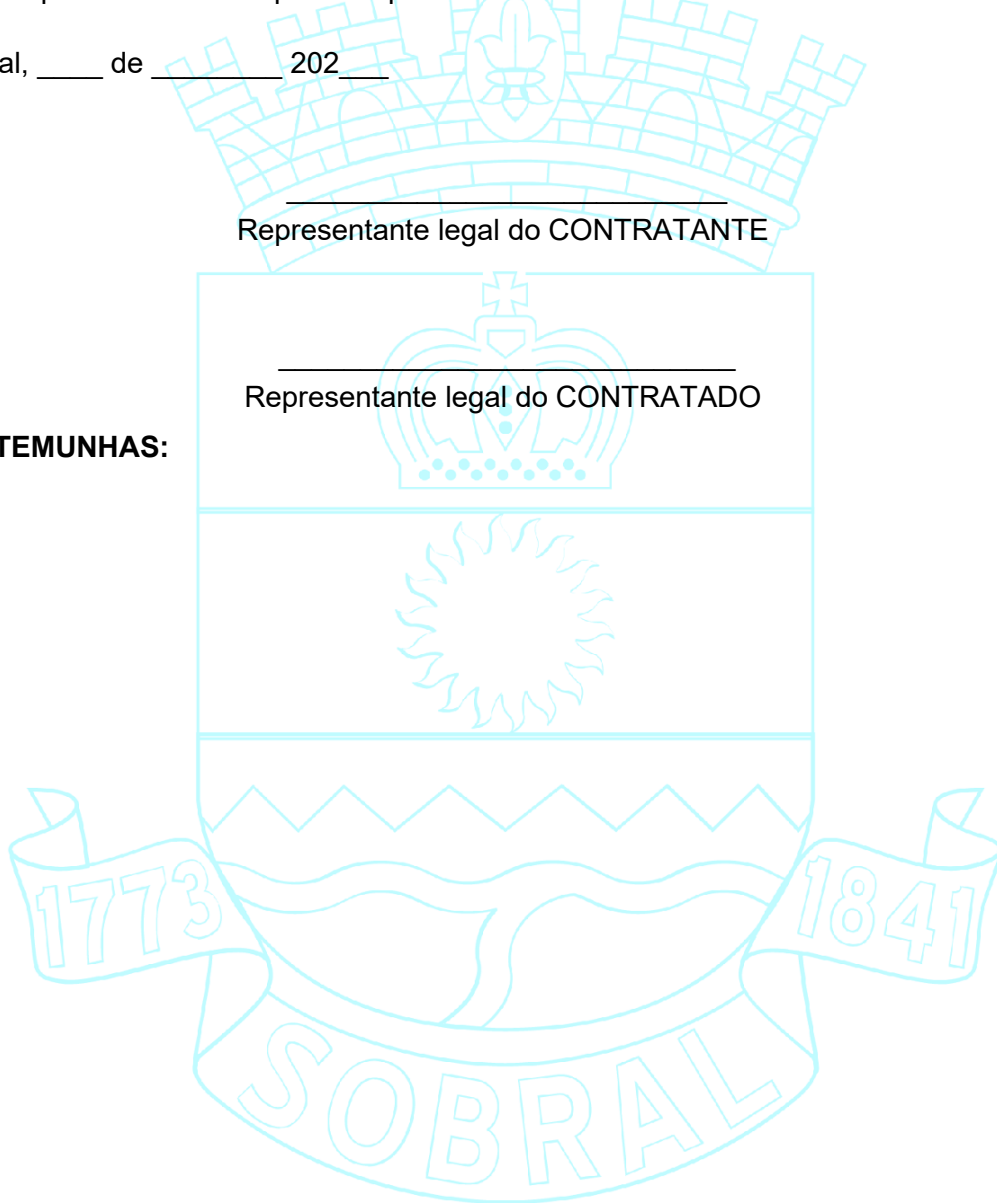 al, ____ de ________ 202___
Representante legal do CONTRATANTE
Representante legal do CONTRATADO
TEMUNHAS:
1773
1841
SOBRAL